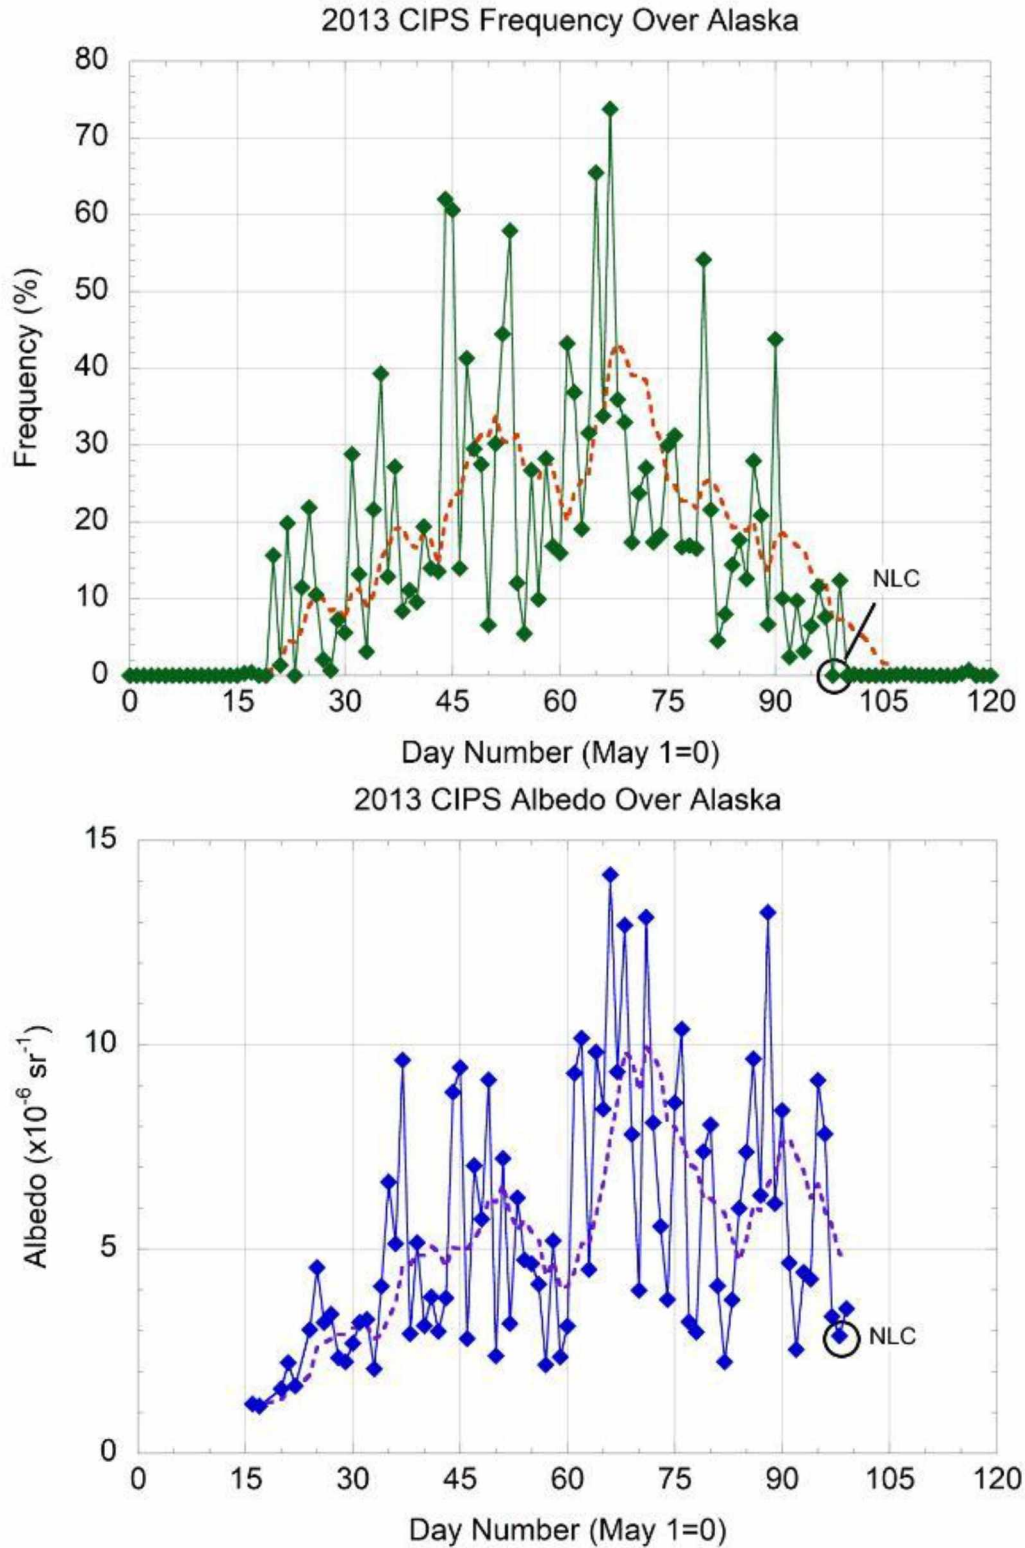 2013 CIPS Frequency Over Alaska
80
70
60
50
40
30
20
10
0
Frequency (%)
NLC
0 15 30 45 60 75 90 105 120
Day Number (May 1=0)
2013 CIPS Albedo Over Alaska
15
10
5
0
Albedo (x10⁻⁶ sr⁻¹)
NLC
0 15 30 45 60 75 90 105 120
Day Number (May 1=0)